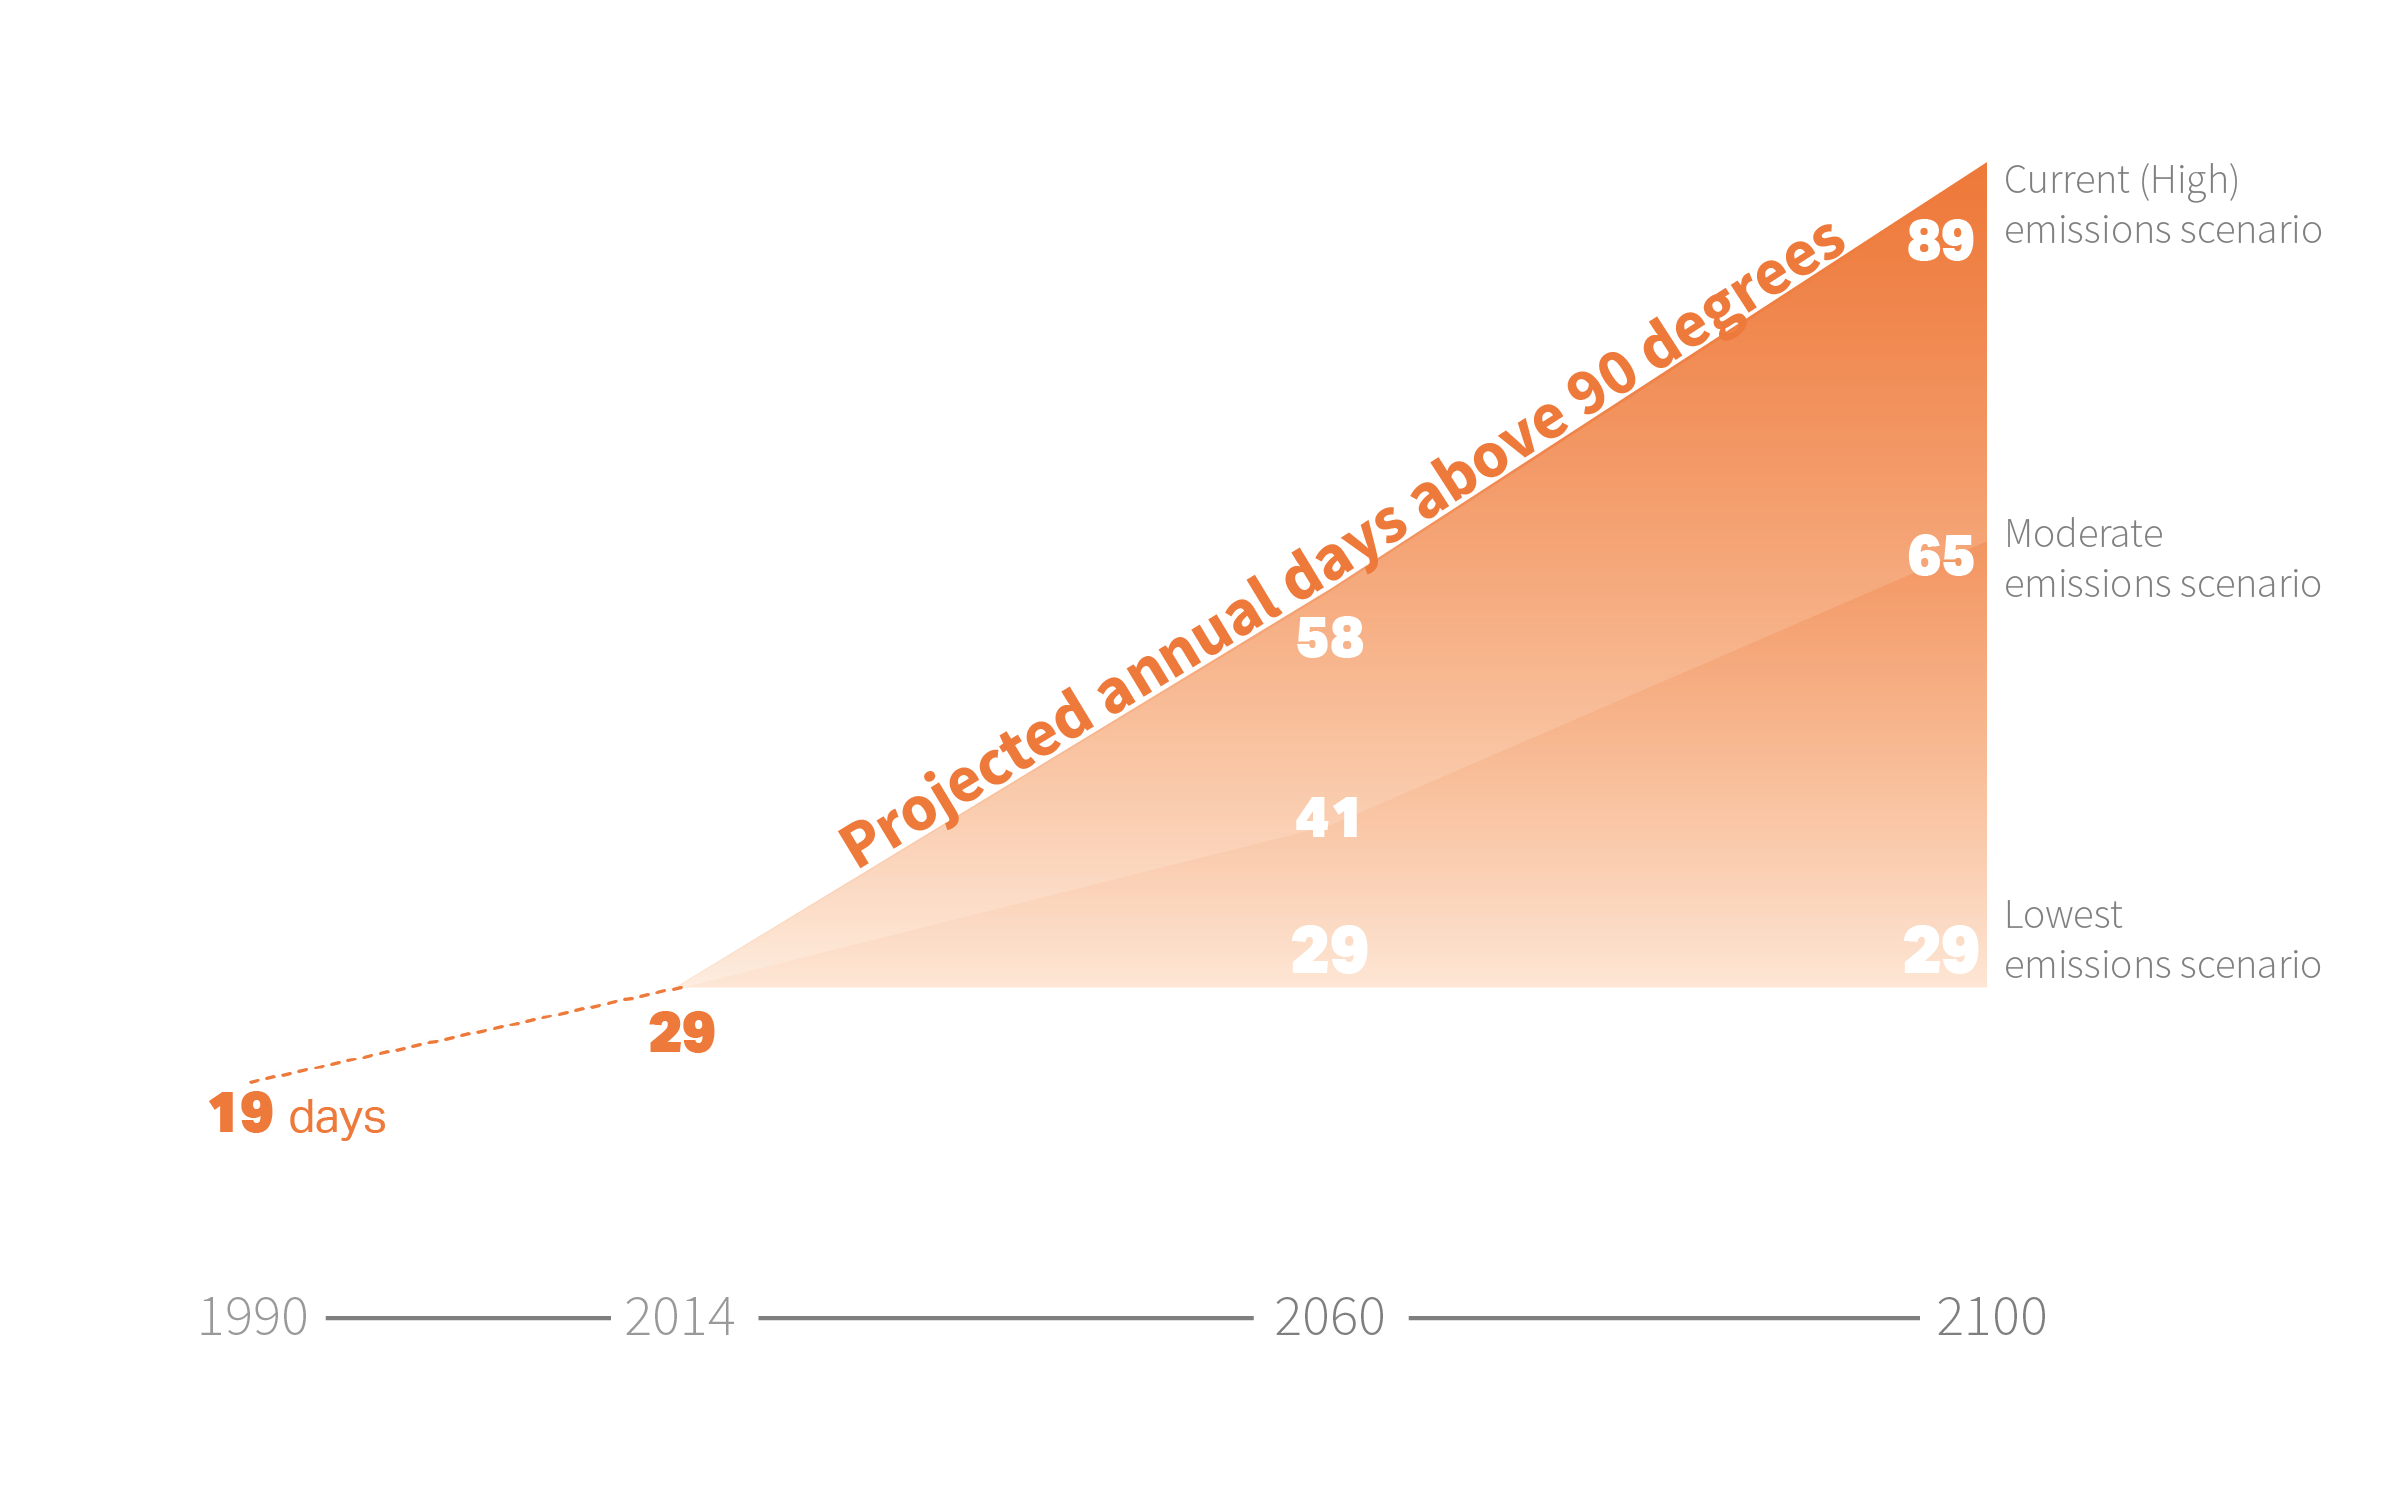 Current (High)
emissions scenario
89
Projected annual days above 90 degrees
Moderate
emissions scenario
65
58
41
Lowest
emissions scenario
29
29
29
19 days
1990
2014
2060
2100